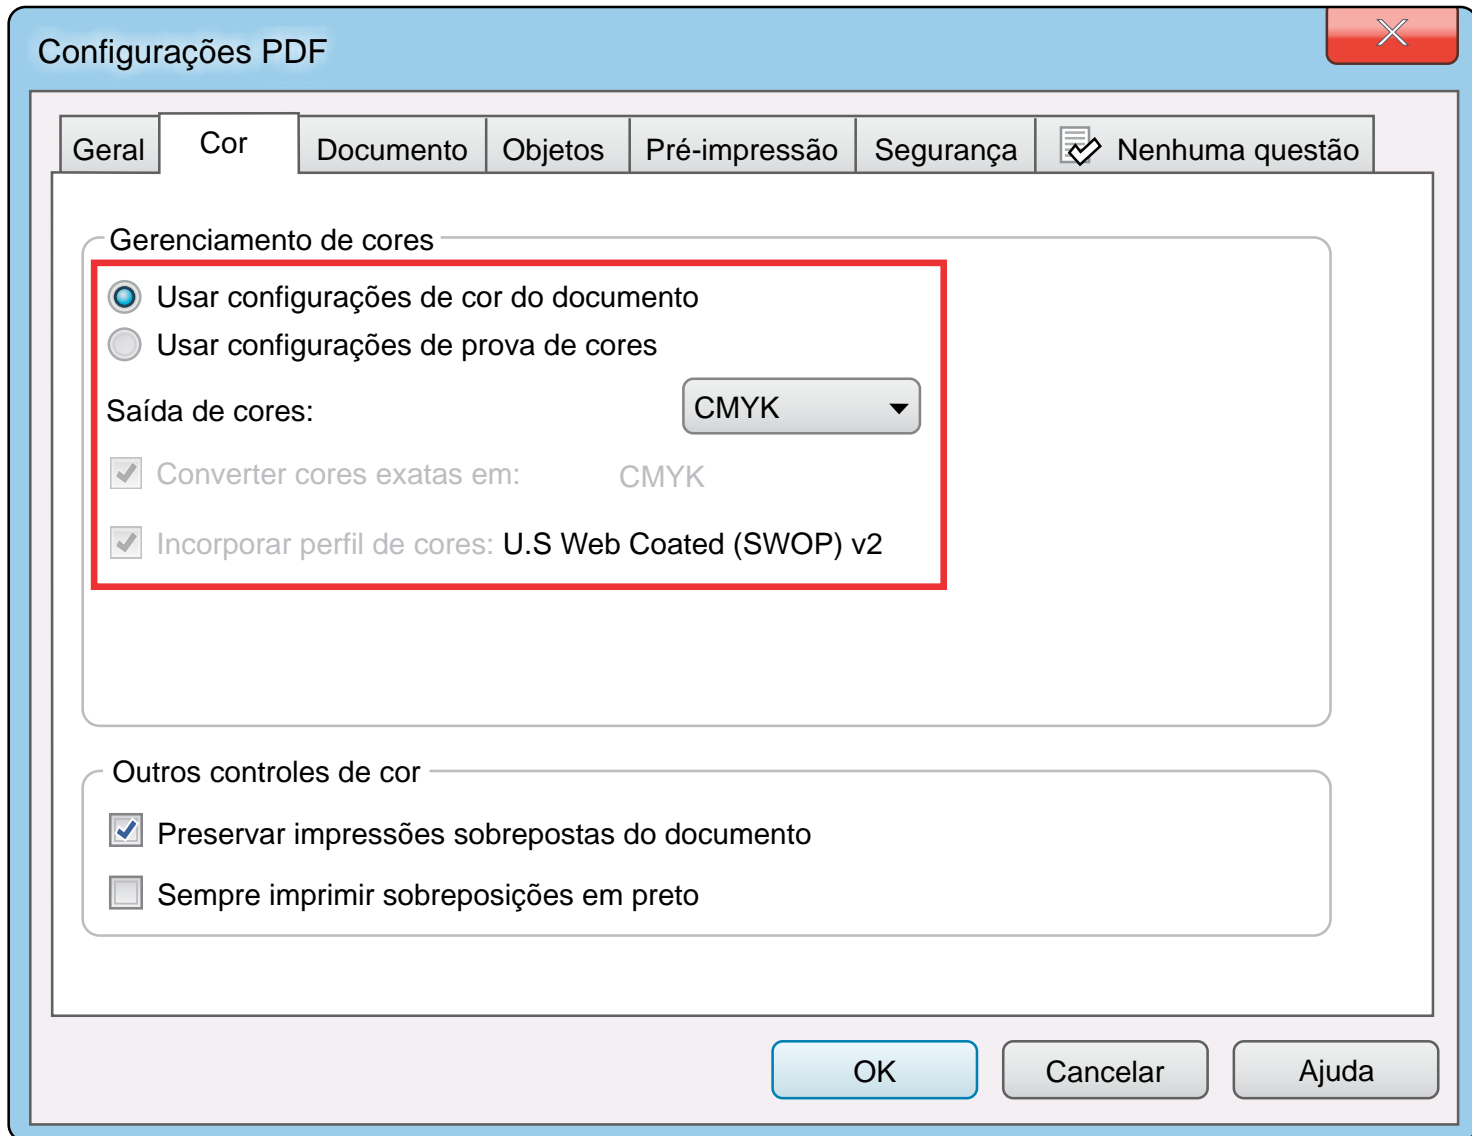 Configurações PDF
Geral Cor Documento Objetos Pré-impressão Segurança Nenhuma questão
Gerenciamento de cores
Usar configurações de cor do documento
Usar configurações de prova de cores
Saída de cores: CMYK
Converter cores exatas em: CMYK
Incorporar perfil de cores: U.S Web Coated (SWOP) v2
Outros controles de cor
Preservar impressões sobrepostas do documento
Sempre imprimir sobreposições em preto
OK Cancelar Ajuda